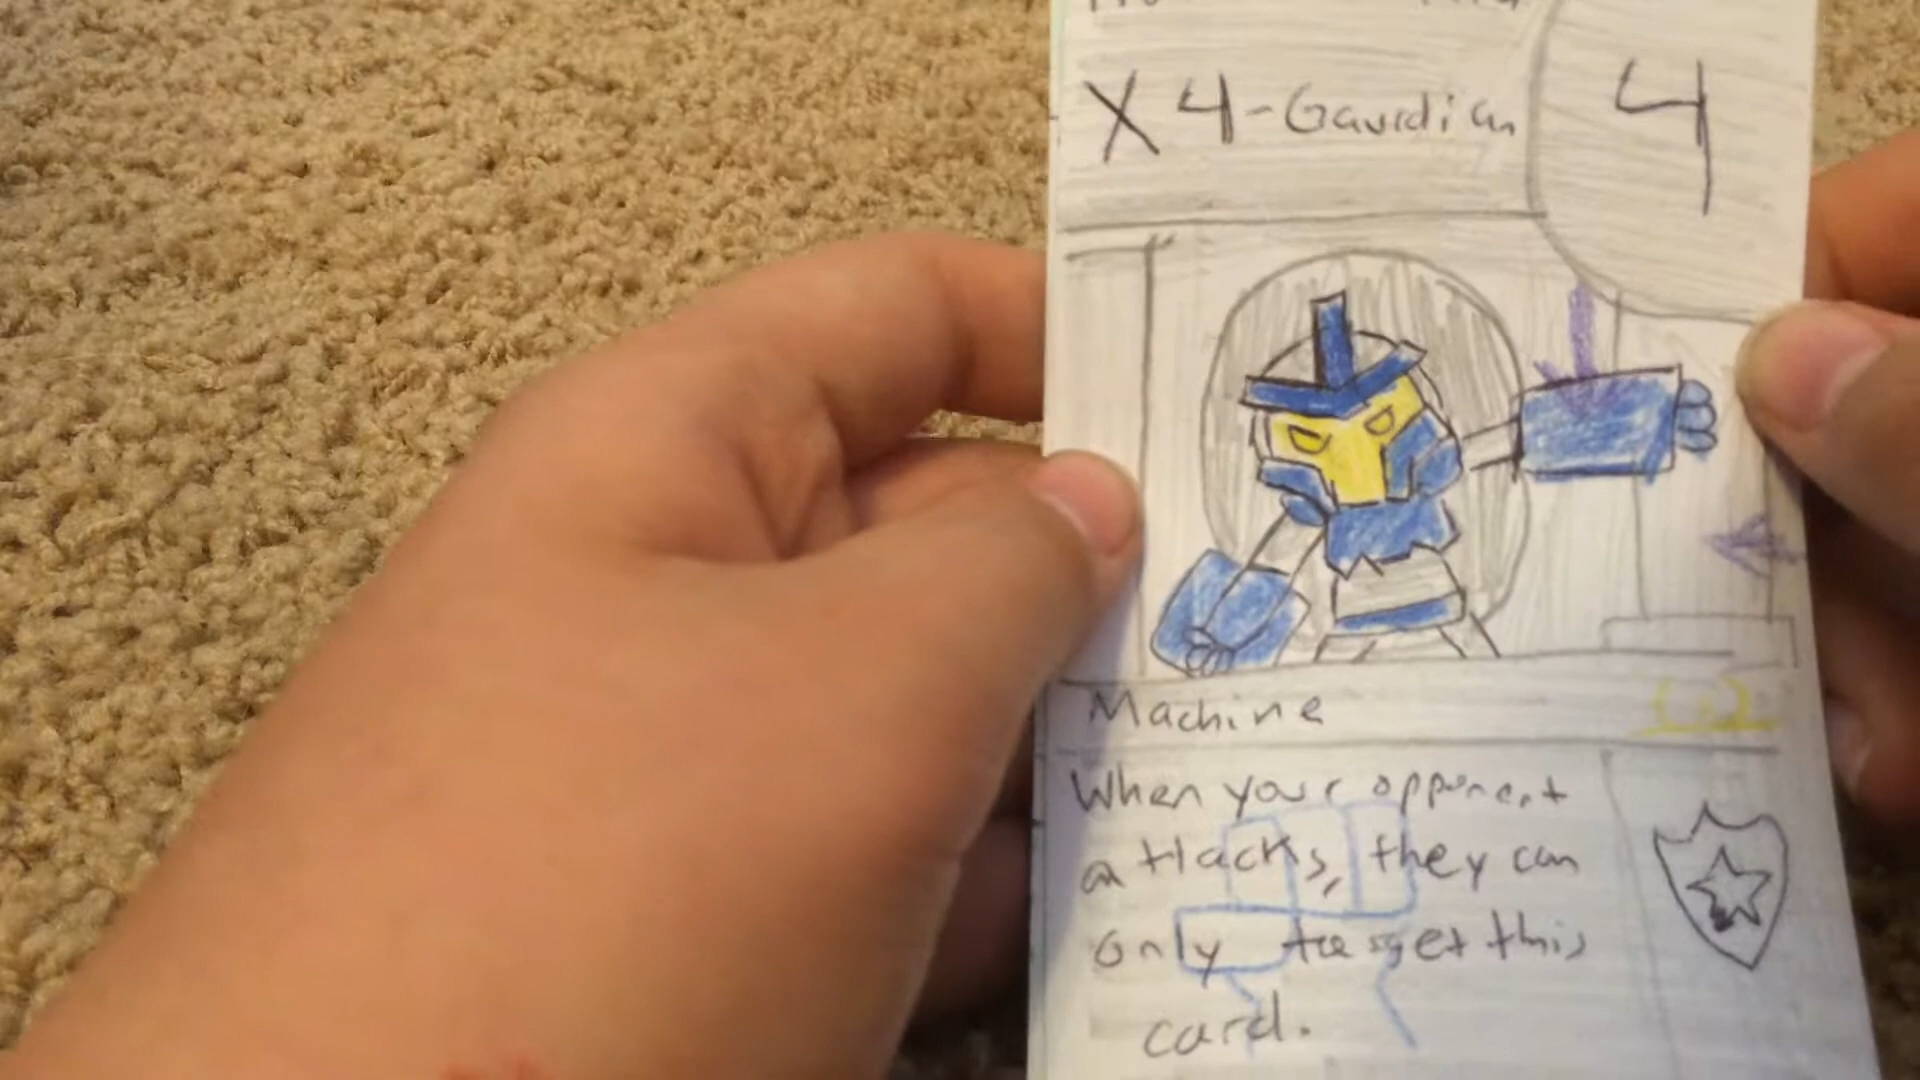 X4-Gaurdian
4
Machine
When your opponent
attacks, they can
only target this
card.